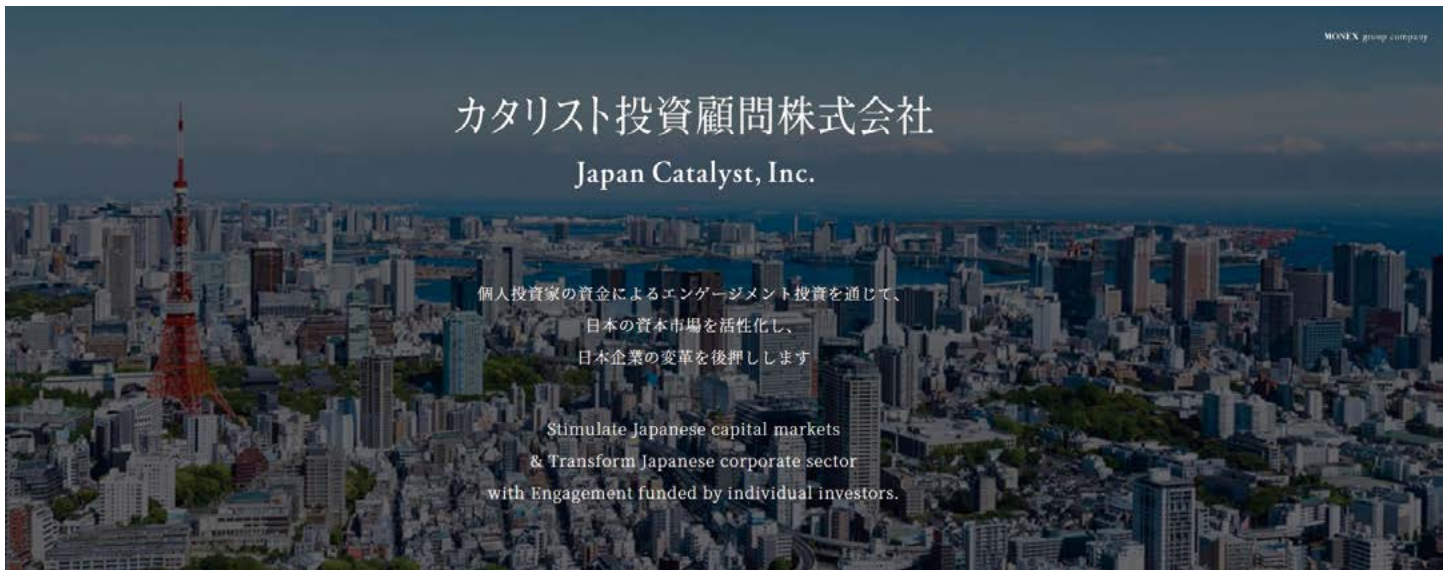 MONEX group company
カタリスト投資顧問株式会社
Japan Catalyst, Inc.
個人投資家の資金によるエンゲージメント投資を通じて、
日本の資本市場を活性化し、
日本企業の変革を後押しします
Stimulate Japanese capital markets
& Transform Japanese corporate sector
with Engagement funded by individual investors.